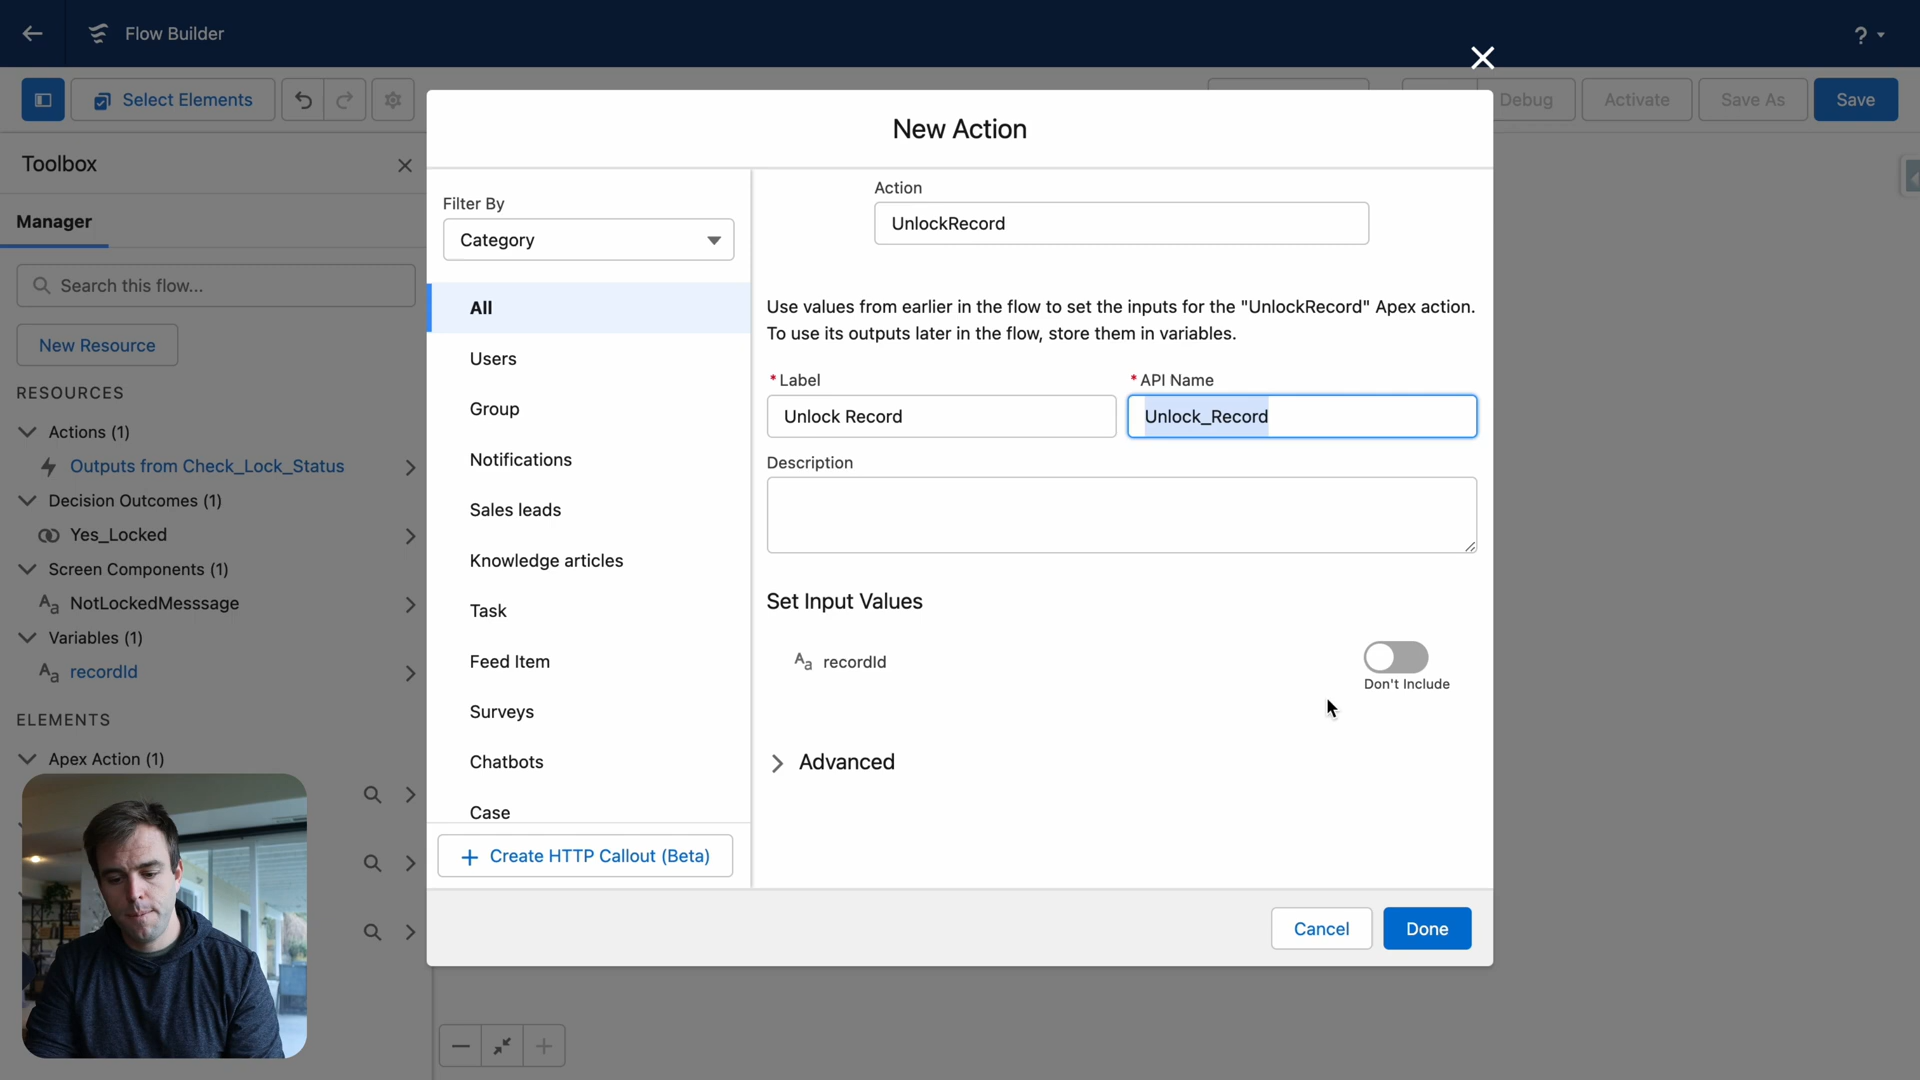 Flow Builder
?
Select Elements
Debug
Activate
Save As
Save
Toolbox
Manager
Search this flow...
New Resource
RESOURCES
Actions (1)
Outputs from Check_Lock_Status
Decision Outcomes (1)
Yes_Locked
Screen Components (1)
Aa NotLockedMesssage
Variables (1)
Aa recordId
ELEMENTS
Apex Action (1)
New Action
Filter By
Category
All
Users
Group
Notifications
Sales leads
Knowledge articles
Task
Feed Item
Surveys
Chatbots
Case
+ Create HTTP Callout (Beta)
Action
UnlockRecord
Use values from earlier in the flow to set the inputs for the "UnlockRecord" Apex action.
To use its outputs later in the flow, store them in variables.
* Label
Unlock Record
* API Name
Unlock_Record
Description
Set Input Values
Aa recordId
Don't Include
Advanced
Cancel
Done